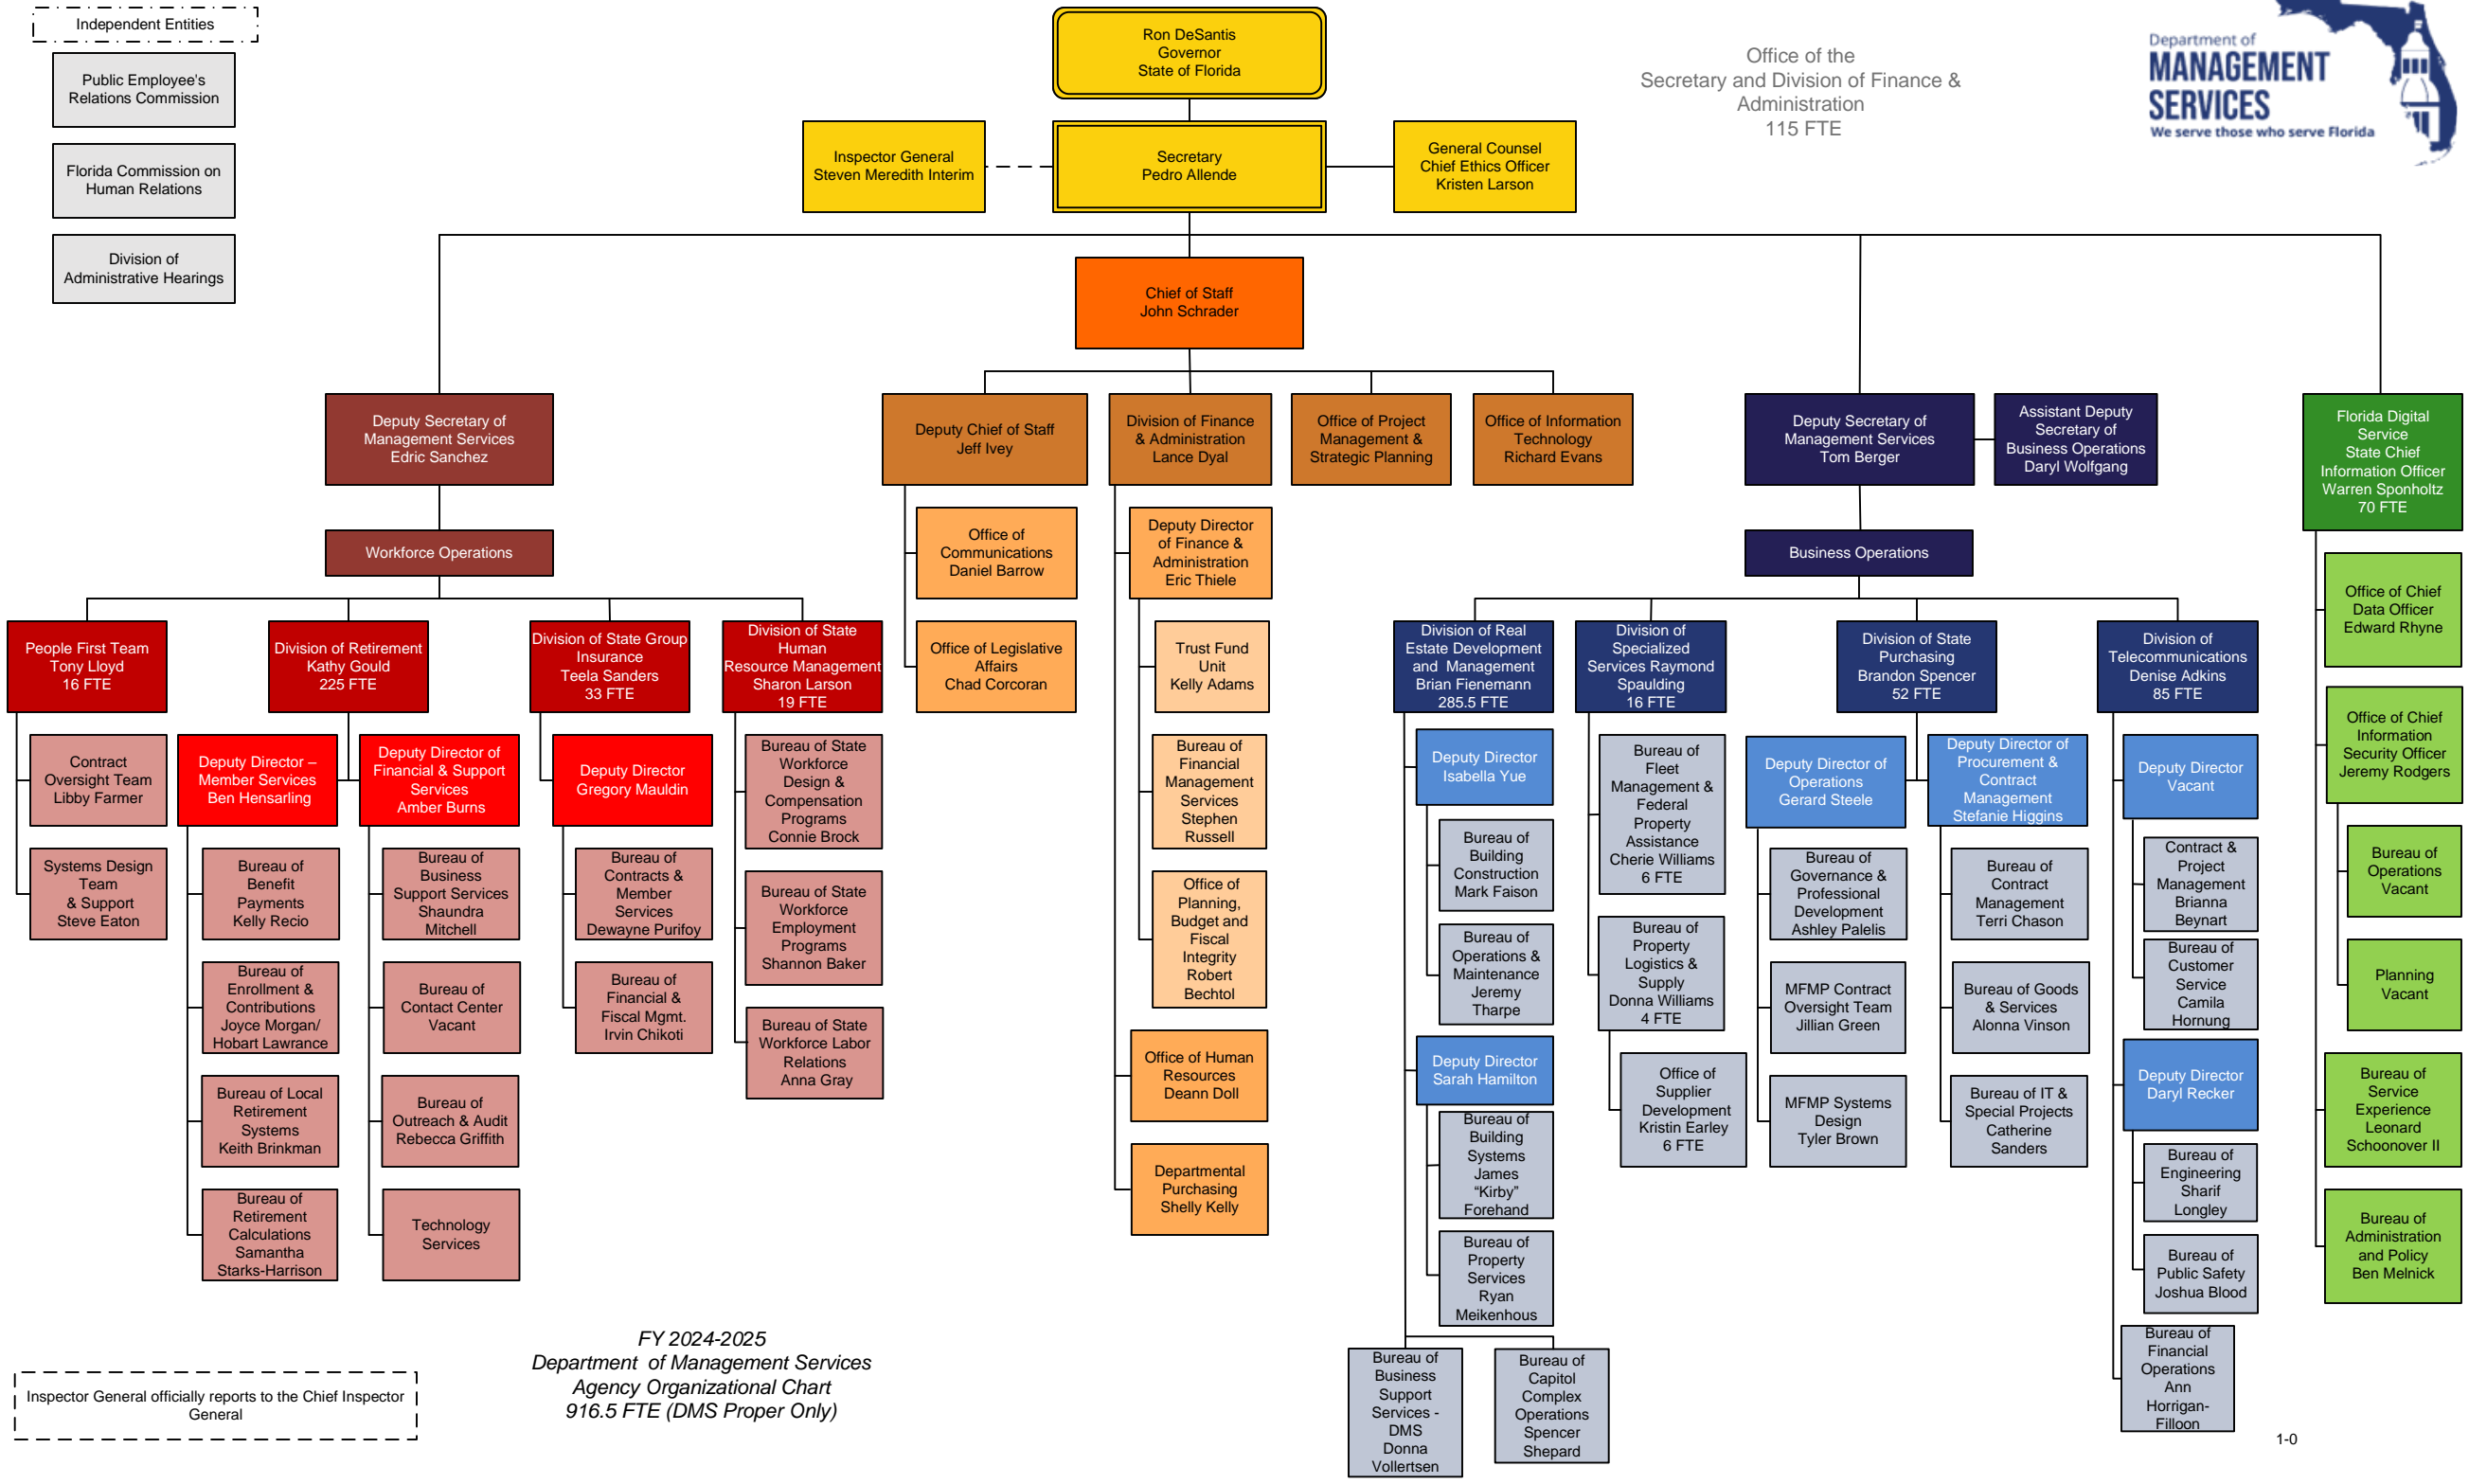 Independent Entities
Public Employee's
Relations Commission
Florida Commission on
Human Relations
Division of
Administrative Hearings
Ron DeSantis
Governor
State of Florida
Inspector General
Steven Meredith Interim
Secretary
Pedro Allende
General Counsel
Chief Ethics Officer
Kristen Larson
Office of the
Secretary and Division of Finance &
Administration
115 FTE
Department of
MANAGEMENT
SERVICES
We serve those who serve Florida
Chief of Staff
John Schrader
Deputy Secretary of
Management Services
Edric Sanchez
Workforce Operations
People First Team
Tony Lloyd
16 FTE
Contract
Oversight Team
Libby Farmer
Systems Design
Team
& Support
Steve Eaton
Division of Retirement
Kathy Gould
225 FTE
Deputy Director –
Member Services
Ben Hensarling
Bureau of
Benefit
Payments
Kelly Recio
Bureau of
Enrollment &
Contributions
Joyce Morgan/
Hobart Lawrance
Bureau of Local
Retirement
Systems
Keith Brinkman
Bureau of
Retirement
Calculations
Samantha
Starks-Harrison
Deputy Director of
Financial & Support
Services
Amber Burns
Bureau of
Business
Support Services
Shaundra
Mitchell
Bureau of
Contact Center
Vacant
Bureau of
Outreach & Audit
Rebecca Griffith
Technology
Services
Division of State Group
Insurance
Teela Sanders
33 FTE
Deputy Director
Gregory Mauldin
Bureau of
Contracts &
Member
Services
Dewayne Purifoy
Bureau of
Financial &
Fiscal Mgmt.
Irvin Chikoti
Division of State
Human
Resource Management
Sharon Larson
19 FTE
Bureau of State
Workforce
Design &
Compensation
Programs
Connie Brock
Bureau of State
Workforce
Employment
Programs
Shannon Baker
Bureau of State
Workforce Labor
Relations
Anna Gray
Deputy Chief of Staff
Jeff Ivey
Office of
Communications
Daniel Barrow
Office of Legislative
Affairs
Chad Corcoran
Division of Finance
& Administration
Lance Dyal
Deputy Director
of Finance &
Administration
Eric Thiele
Trust Fund
Unit
Kelly Adams
Bureau of
Financial
Management
Services
Stephen
Russell
Office of
Planning,
Budget and
Fiscal
Integrity
Robert
Bechtol
Office of Human
Resources
Deann Doll
Departmental
Purchasing
Shelly Kelly
Office of Project
Management &
Strategic Planning
Office of Information
Technology
Richard Evans
Deputy Secretary of
Management Services
Tom Berger
Assistant Deputy
Secretary of
Business Operations
Daryl Wolfgang
Business Operations
Division of Real
Estate Development
and  Management
Brian Fienemann
285.5 FTE
Deputy Director
Isabella Yue
Bureau of
Building
Construction
Mark Faison
Bureau of
Operations &
Maintenance
Jeremy
Tharpe
Deputy Director
Sarah Hamilton
Bureau of
Building
Systems
James
“Kirby”
Forehand
Bureau of
Property
Services
Ryan
Meikenhous
Bureau of
Business
Support
Services -
DMS
Donna
Vollertsen
Bureau of
Capitol
Complex
Operations
Spencer
Shepard
Division of
Specialized
Services Raymond
Spaulding
16 FTE
Bureau of
Fleet
Management &
Federal
Property
Assistance
Cherie Williams
6 FTE
Bureau of
Property
Logistics &
Supply
Donna Williams
4 FTE
Office of
Supplier
Development
Kristin Earley
6 FTE
Division of State
Purchasing
Brandon Spencer
52 FTE
Deputy Director of
Operations
Gerard Steele
Bureau of
Governance &
Professional
Development
Ashley Palelis
MFMP Contract
Oversight Team
Jillian Green
MFMP Systems
Design
Tyler Brown
Deputy Director of
Procurement &
Contract
Management
Stefanie Higgins
Bureau of
Contract
Management
Terri Chason
Bureau of Goods
& Services
Alonna Vinson
Bureau of IT &
Special Projects
Catherine
Sanders
Division of
Telecommunications
Denise Adkins
85 FTE
Deputy Director
Vacant
Contract &
Project
Management
Brianna
Beynart
Bureau of
Customer
Service
Camila
Hornung
Deputy Director
Daryl Recker
Bureau of
Engineering
Sharif
Longley
Bureau of
Public Safety
Joshua Blood
Bureau of
Financial
Operations
Ann
Horrigan-
Filloon
Florida Digital
Service
State Chief
Information Officer
Warren Sponholtz
70 FTE
Office of Chief
Data Officer
Edward Rhyne
Office of Chief
Information
Security Officer
Jeremy Rodgers
Bureau of
Operations
Vacant
Planning
Vacant
Bureau of
Service
Experience
Leonard
Schoonover II
Bureau of
Administration
and Policy
Ben Melnick
Inspector General officially reports to the Chief Inspector
General
FY 2024-2025
Department  of Management Services
Agency Organizational Chart
916.5 FTE (DMS Proper Only)
1-0